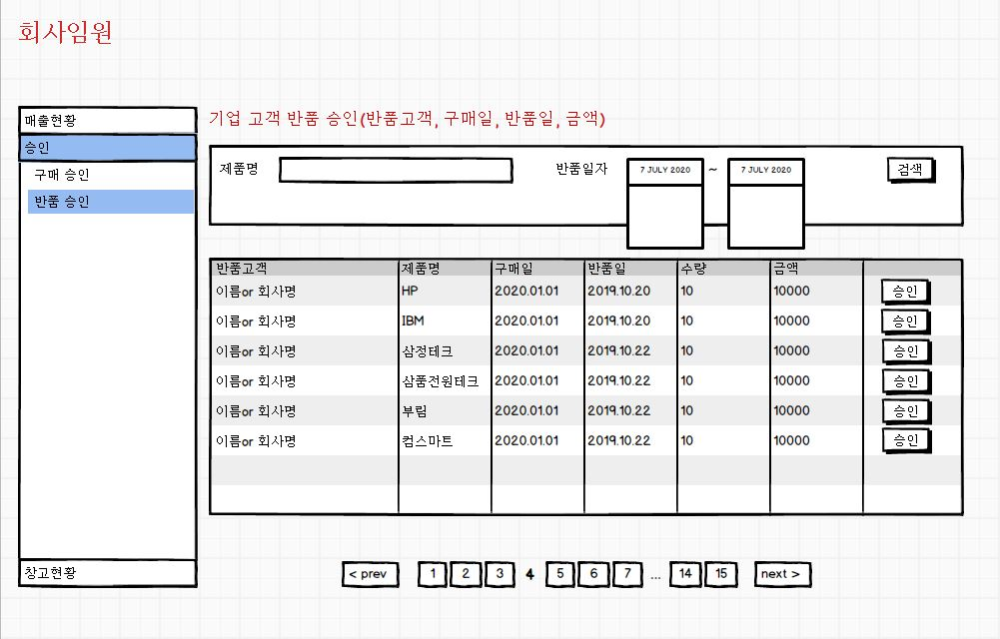 회사임원
매출현황
승인
구매 승인
반품 승인
창고현황
기업 고객 반품 승인(반품고객, 구매일, 반품일, 금액)
제품명 반품일자 7 JULY 2020 ~ 7 JULY 2020 검색
반품고객 제품명 구매일 반품일 수량 금액
이름or 회사명 HP 2020.01.01 2019.10.20 10 10000 승인
이름or 회사명 IBM 2020.01.01 2019.10.20 10 10000 승인
이름or 회사명 삼정테크 2020.01.01 2019.10.22 10 10000 승인
이름or 회사명 삼품전원테크 2020.01.01 2019.10.22 10 10000 승인
이름or 회사명 부림 2020.01.01 2019.10.22 10 10000 승인
이름or 회사명 컴스마트 2020.01.01 2019.10.22 10 10000 승인
< prev 1 2 3 4 5 6 7 ... 14 15 next >